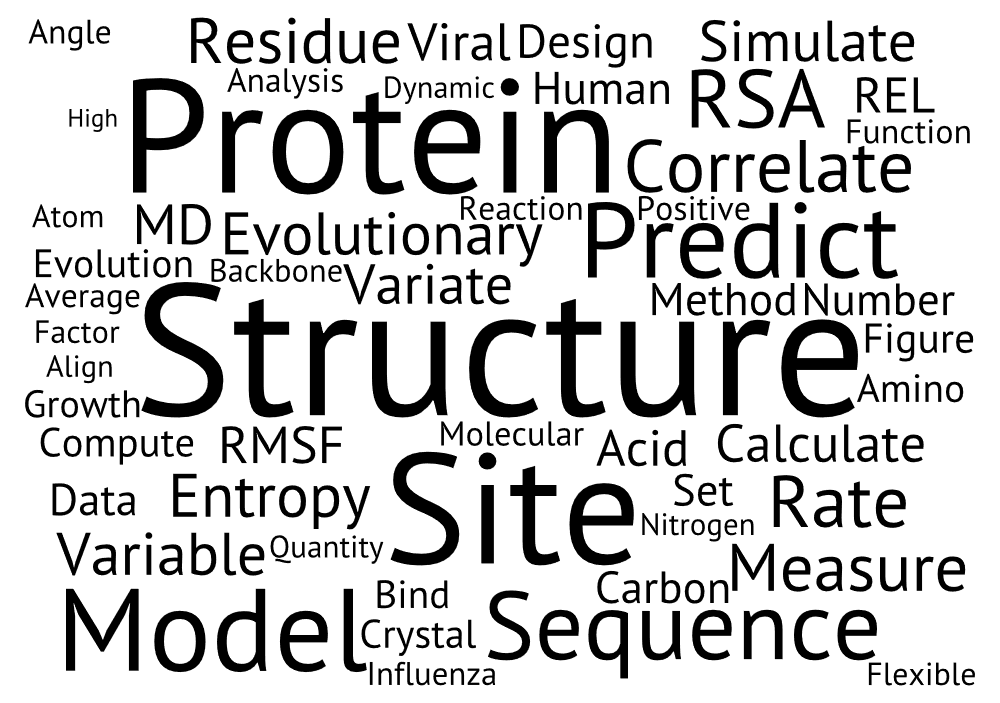 Angle
Residue Viral Design Simulate
Analysis Dynamic Human RSA REL
High Protein Function
Correlate
Atom MD Evolutionary Reaction Positive
Predict
Evolution Backbone Variate
Average Method Number
Factor Structure Figure
Align Amino
Growth
Compute RMSF Molecular Acid Calculate
Data Entropy Site Set Rate
Nitrogen
Variable Quantity Measure
Model Bind Carbon
Crystal Sequence
Influenza Flexible